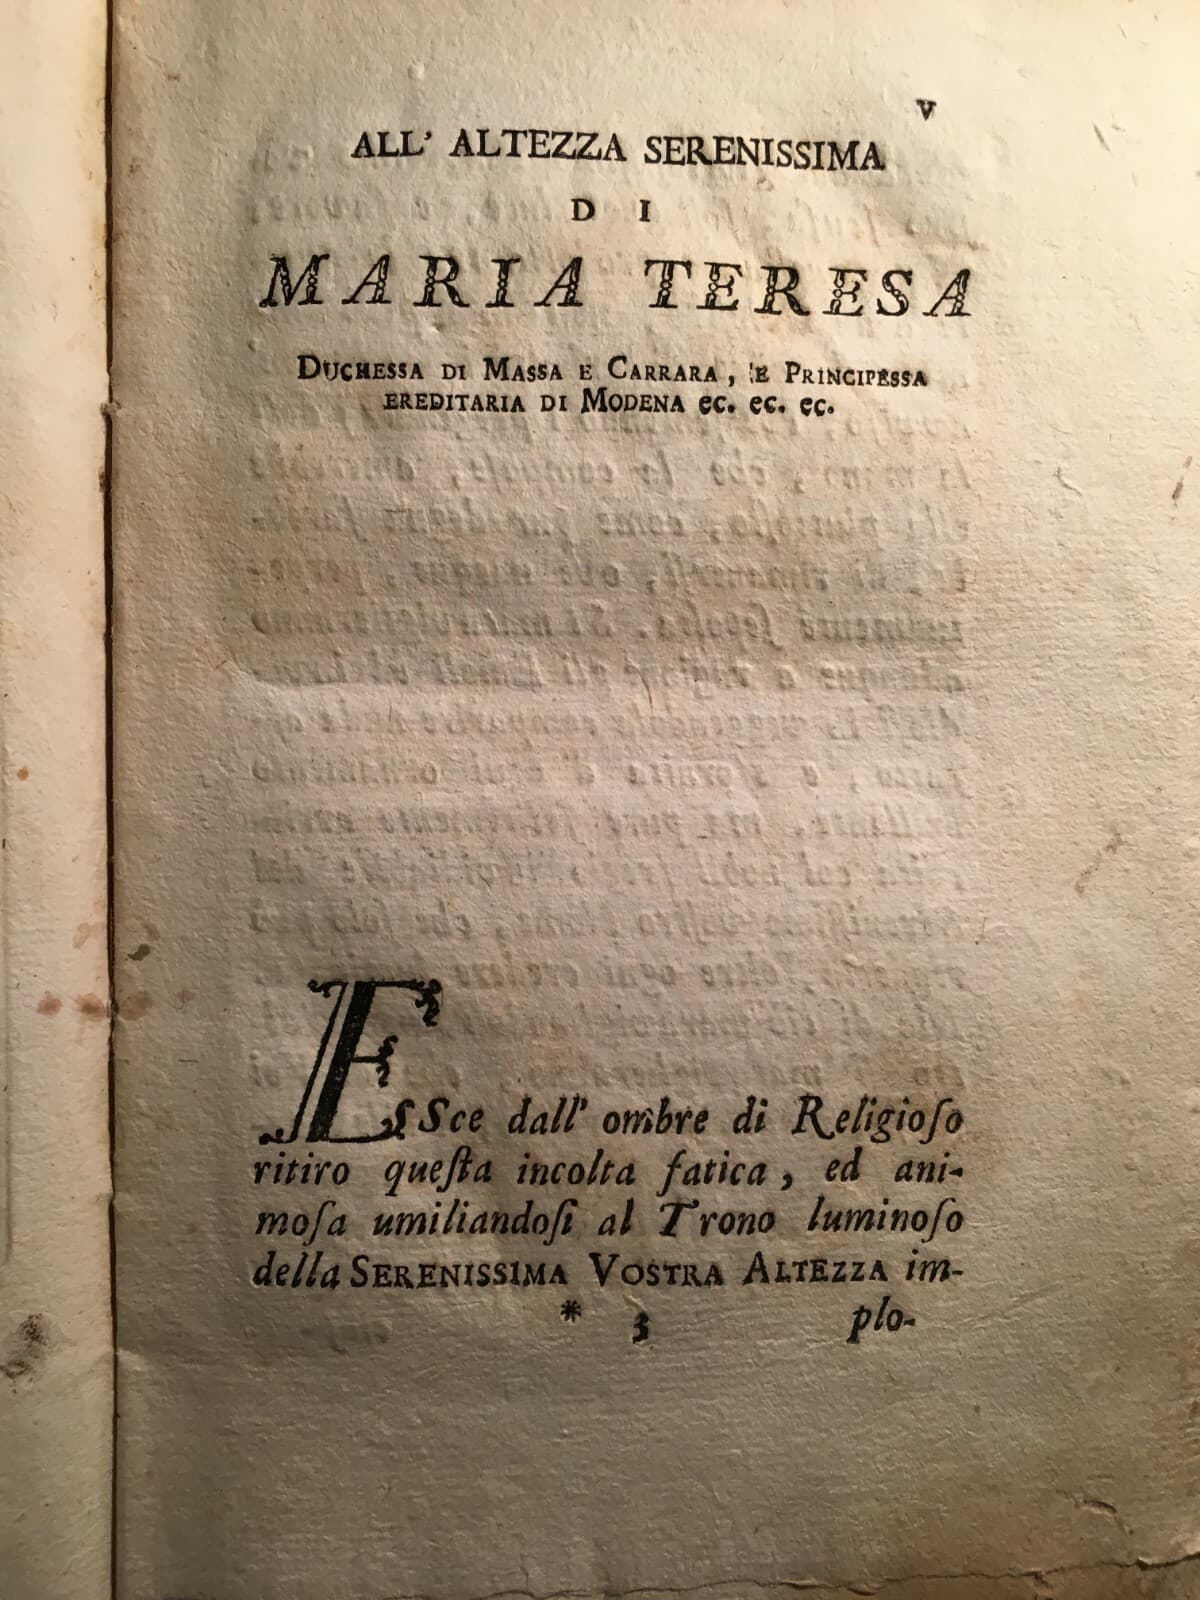 V
ALL' ALTEZZA SERENISSIMA
D I
MARIA TERESA
DUCHESSA DI MASSA E CARRARA, E PRINCIPESSA
EREDITARIA DI MODENA ec. ec. ec.
ESSce dall' ombre di Religioſo
ritiro queſta incolta fatica, ed ani-
moſa umiliandoſi al Trono luminoſo
della SERENISSIMA VOSTRA ALTEZZA im-
* 3 plo-